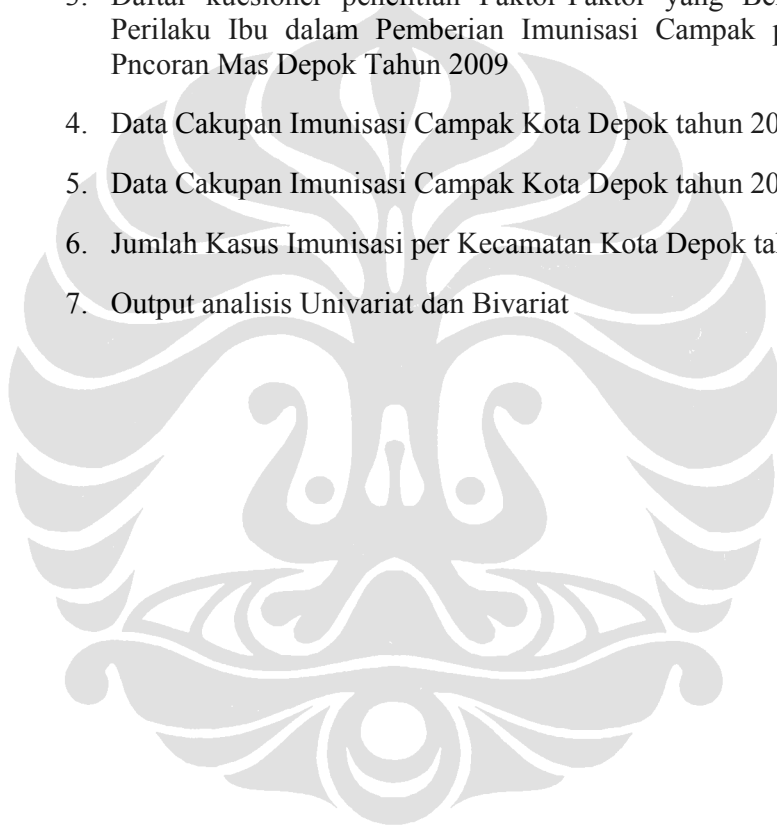 3. Daftar kuesioner penelitian Faktor-Faktor yang
Perilaku Ibu dalam Pemberian Imunisasi Campak
Pncoran Mas Depok Tahun 2009
4. Data Cakupan Imunisasi Campak Kota Depok tahun 20
5. Data Cakupan Imunisasi Campak Kota Depok tahun 20
6. Jumlah Kasus Imunisasi per Kecamatan Kota Depok
7. Output analisis Univariat dan Bivariat